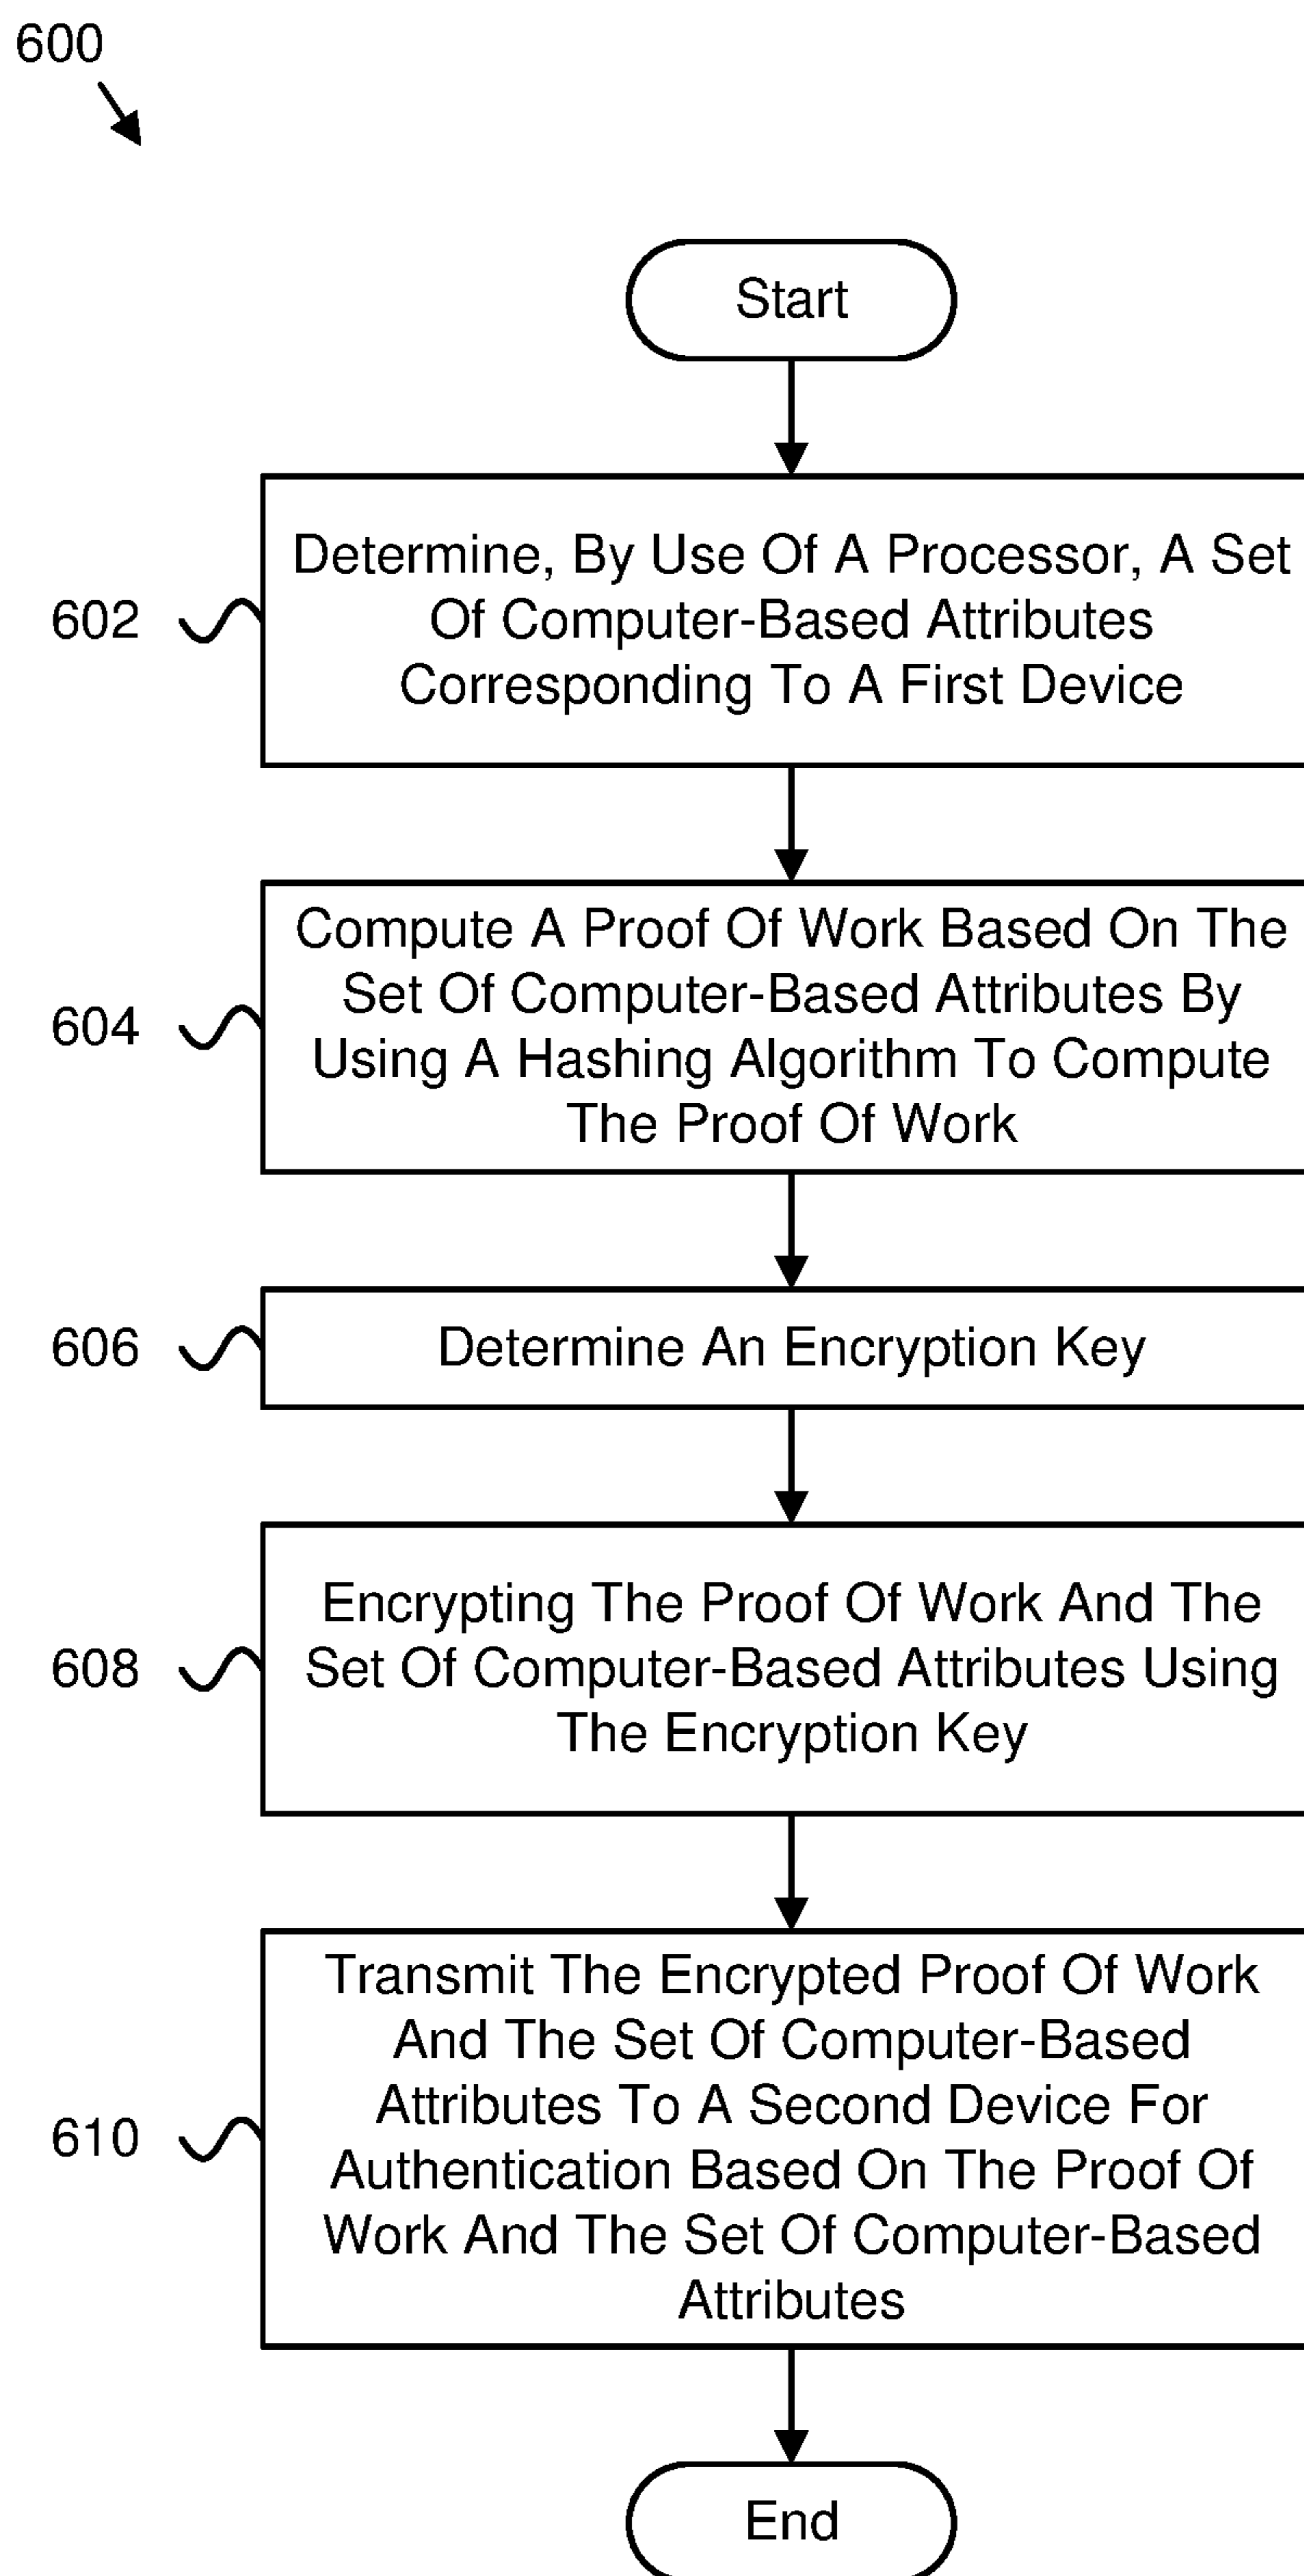 600
Start
602
Determine, By Use Of A Processor, A Set
Of Computer-Based Attributes
Corresponding To A First Device
604
Compute A Proof Of Work Based On The
Set Of Computer-Based Attributes By
Using A Hashing Algorithm To Compute
The Proof Of Work
606
Determine An Encryption Key
608
Encrypting The Proof Of Work And The
Set Of Computer-Based Attributes Using
The Encryption Key
610
Transmit The Encrypted Proof Of Work
And The Set Of Computer-Based
Attributes To A Second Device For
Authentication Based On The Proof Of
Work And The Set Of Computer-Based
Attributes
End